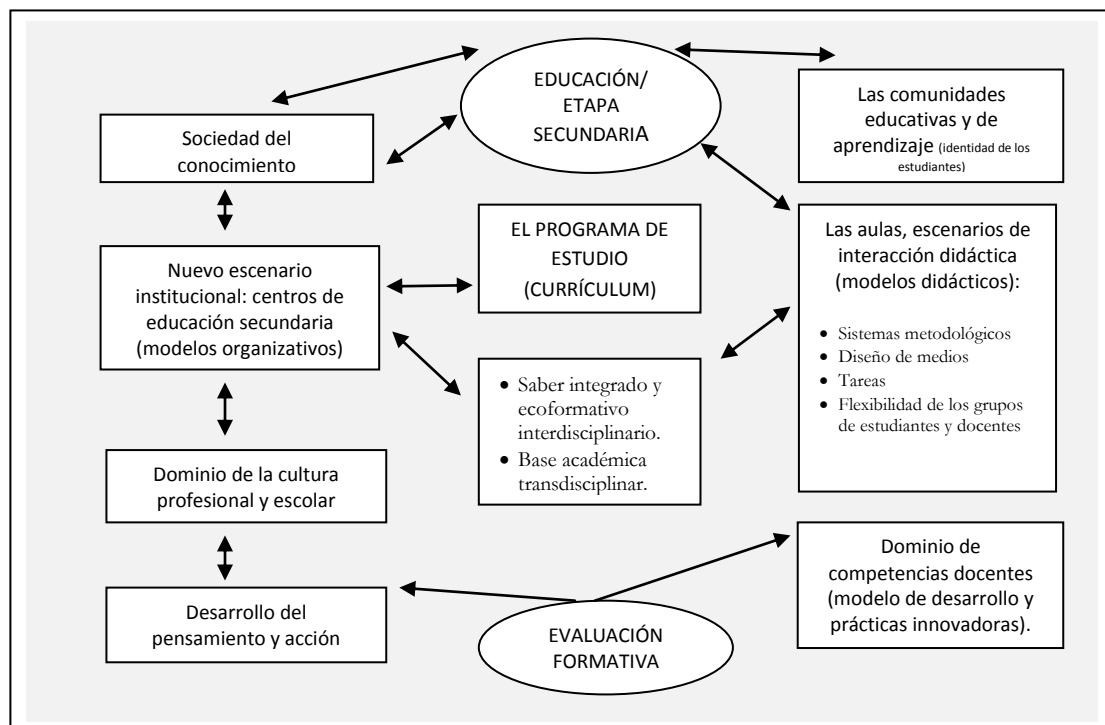 EDUCACIÓN/
ETAPA
SECUNDARIA
Sociedad del
conocimiento
Las comunidades
educativas y de
aprendizaje (identidad de los
estudiantes)
Nuevo escenario
institucional: centros de
educación secundaria
(modelos organizativos)
EL PROGRAMA DE
ESTUDIO
(CURRÍCULUM)
Las aulas, escenarios de
interacción didáctica
(modelos didácticos):
• Sistemas metodológicos
• Diseño de medios
• Tareas
• Flexibilidad de los grupos
de estudiantes y docentes
• Saber integrado y
ecoformativo
interdisciplinario.
• Base académica
transdisciplinar.
Dominio de la cultura
profesional y escolar
Desarrollo del
pensamiento y acción
EVALUACIÓN
FORMATIVA
Dominio de
competencias docentes
(modelo de desarrollo y
prácticas innovadoras).